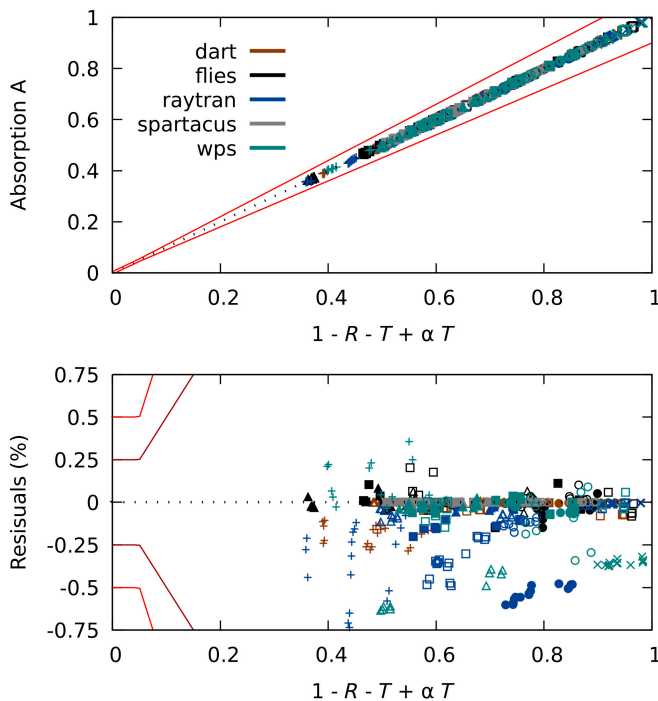 1
0.8
0.6
0.4
0.2
0
Absorption A
dart
flies
raytran
spartacus
wps
0 0.2 0.4 0.6 0.8 1
1 - R - T + α T
0.75
0.5
0.25
0
-0.25
-0.5
-0.75
Resisuals (%)
0 0.2 0.4 0.6 0.8 1
1 - R - T + α T